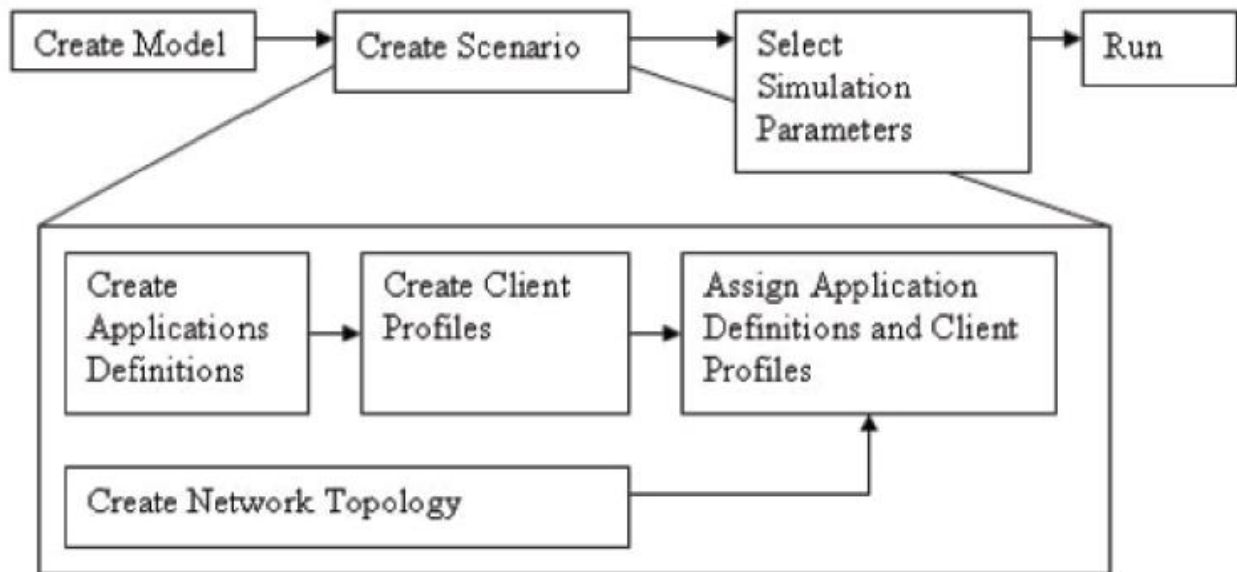 Create Model
Create Scenario
Select
Simulation
Parameters
Run
Create
Applications
Definitions
Create Client
Profiles
Assign Application
Definitions and Client
Profiles
Create Network Topology